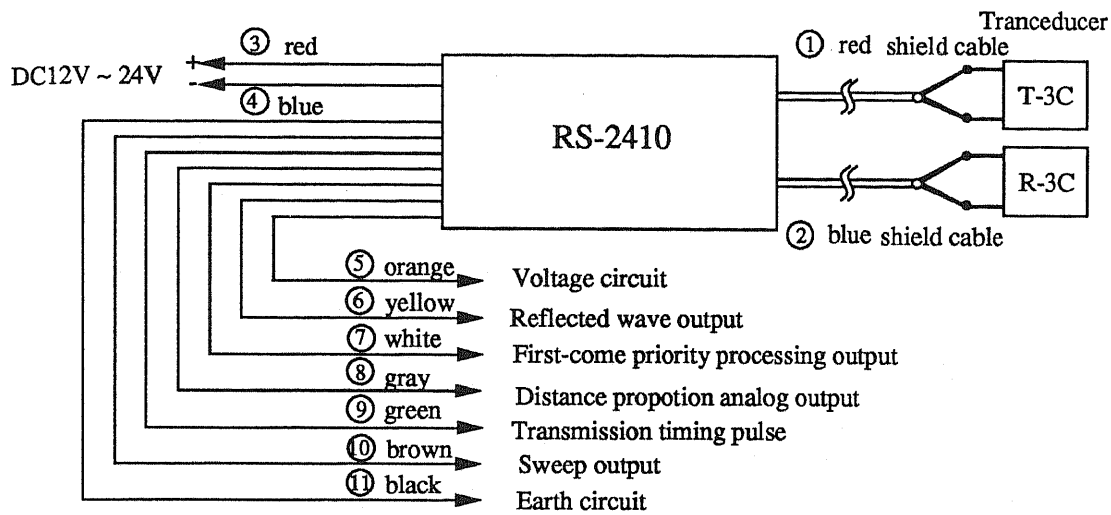 Tranceducer
③ red
① red shield cable
DC12V ~ 24V
+
-
T-3C
④ blue
RS-2410
R-3C
② blue shield cable
⑤ orange Voltage circuit
⑥ yellow Reflected wave output
⑦ white First-come priority processing output
⑧ gray Distance propotion analog output
⑨ green Transmission timing pulse
⑩ brown Sweep output
⑪ black Earth circuit